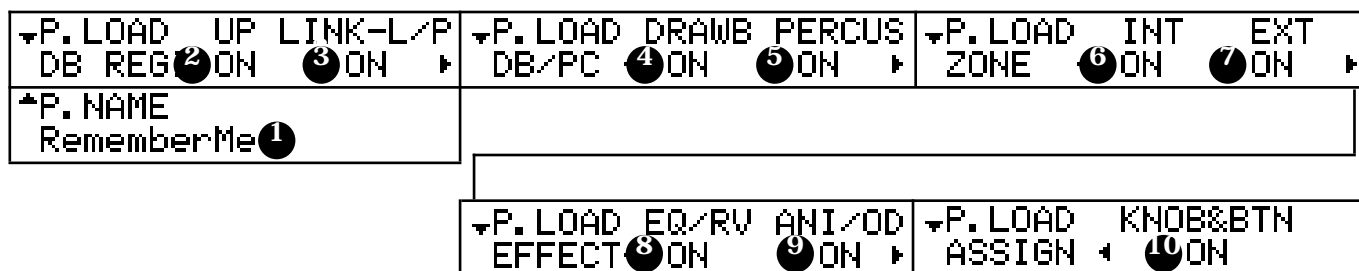 P.LOAD UP LINK-L/P
DB REG 2 ON 3 ON
P.LOAD DRAWB PERCUS
DB/PC 4 ON 5 ON
P.LOAD INT EXT
ZONE 6 ON 7 ON
P.NAME
RememberMe 1
P.LOAD EQ/RV ANI/OD
EFFECT 8 ON 9 ON
P.LOAD KNOB&BTN
ASSIGN 10 ON